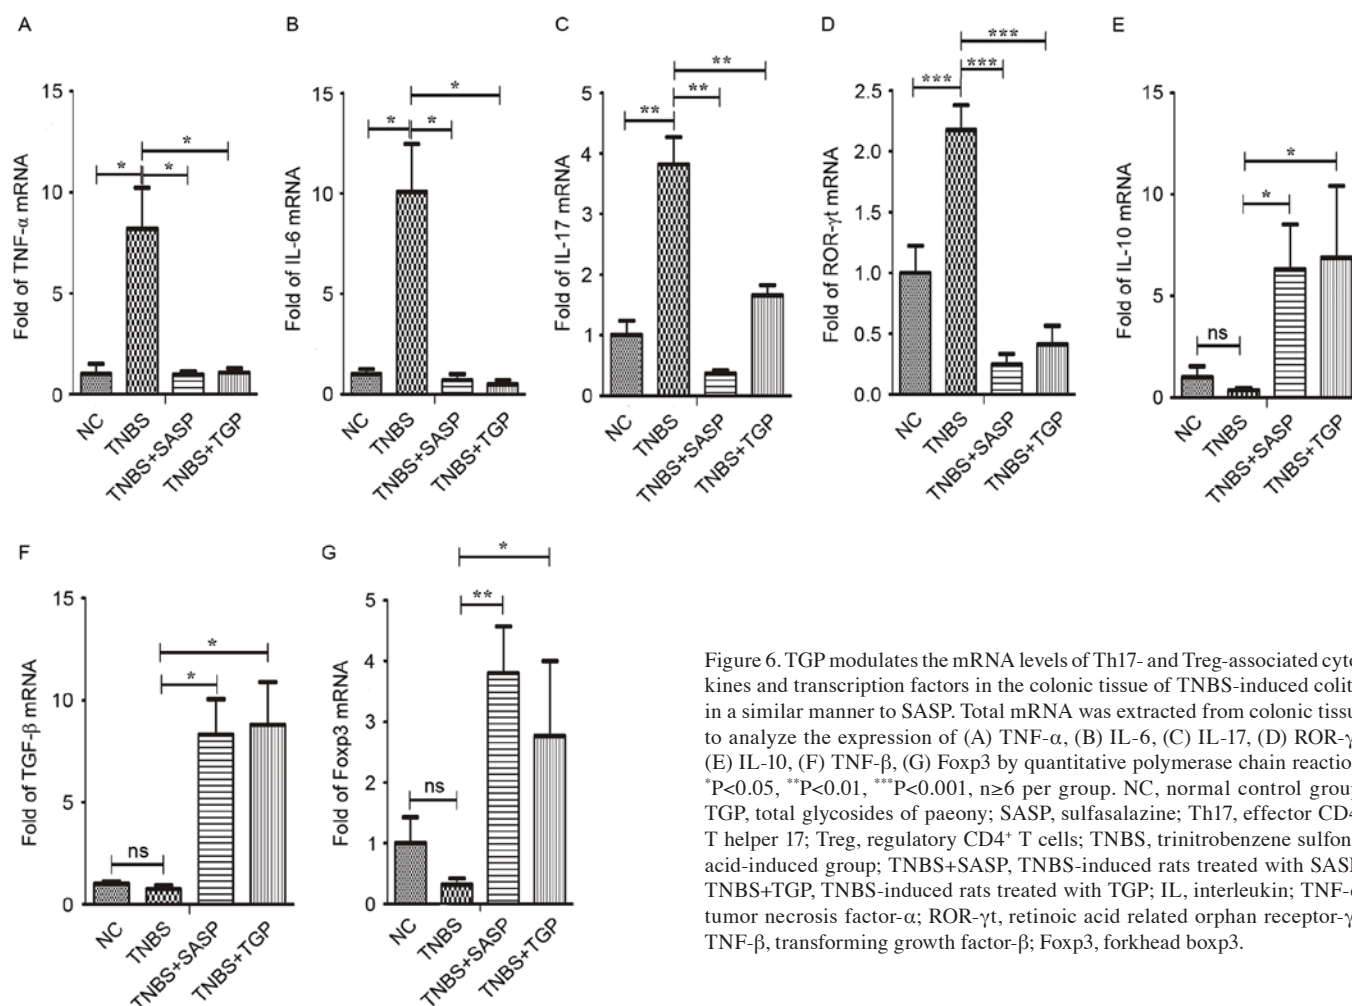 A
Fold of TNF-α mRNA
15
10
5
0
*
*
*
NC
TNBS
TNBS+SASP
TNBS+TGP
B
Fold of IL-6 mRNA
15
10
5
0
*
*
*
NC
TNBS
TNBS+SASP
TNBS+TGP
C
Fold of IL-17 mRNA
5
4
3
2
1
0
**
**
**
NC
TNBS
TNBS+SASP
TNBS+TGP
D
Fold of ROR-γt mRNA
2.5
2.0
1.5
1.0
0.5
0.0
***
***
***
NC
TNBS
TNBS+SASP
TNBS+TGP
E
Fold of IL-10 mRNA
15
10
5
0
ns
*
*
NC
TNBS
TNBS+SASP
TNBS+TGP
F
Fold of TGF-β mRNA
15
10
5
0
ns
*
*
NC
TNBS
TNBS+SASP
TNBS+TGP
G
Fold of Foxp3 mRNA
5
4
3
2
1
0
ns
**
*
NC
TNBS
TNBS+SASP
TNBS+TGP
Figure 6. TGP modulates the mRNA levels of Th17- and Treg-associated cyto
kines and transcription factors in the colonic tissue of TNBS-induced colit
in a similar manner to SASP. Total mRNA was extracted from colonic tissue
to analyze the expression of (A) TNF-α, (B) IL-6, (C) IL-17, (D) ROR-γ
(E) IL-10, (F) TNF-β, (G) Foxp3 by quantitative polymerase chain reaction
*P<0.05, **P<0.01, ***P<0.001, n≥6 per group. NC, normal control group
TGP, total glycosides of paeony; SASP, sulfasalazine; Th17, effector CD4
T helper 17; Treg, regulatory CD4⁺ T cells; TNBS, trinitrobenzene sulfon
acid-induced group; TNBS+SASP, TNBS-induced rats treated with SASP
TNBS+TGP, TNBS-induced rats treated with TGP; IL, interleukin; TNF-α
tumor necrosis factor-α; ROR-γt, retinoic acid related orphan receptor-γ
TNF-β, transforming growth factor-β; Foxp3, forkhead boxp3.